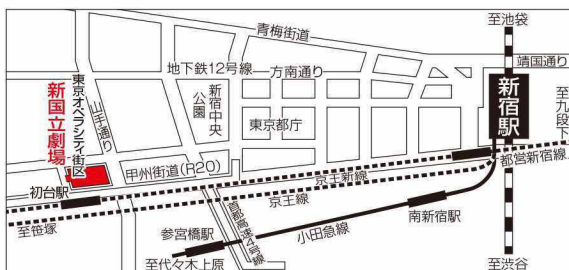 至池袋
青梅街道
靖国通り
地下鉄12号線
方南通り
新宿駅
至九段下
東京オペラシティ街区
新国立劇場
山手通り
新宿中央
公園
東京都庁
甲州街道(R20)
都営新宿線
初台駅
京王新線
京王線
首都高速4号線
南新宿駅
至笹塚
参宮橋駅
小田急線
至代々木上原
至渋谷